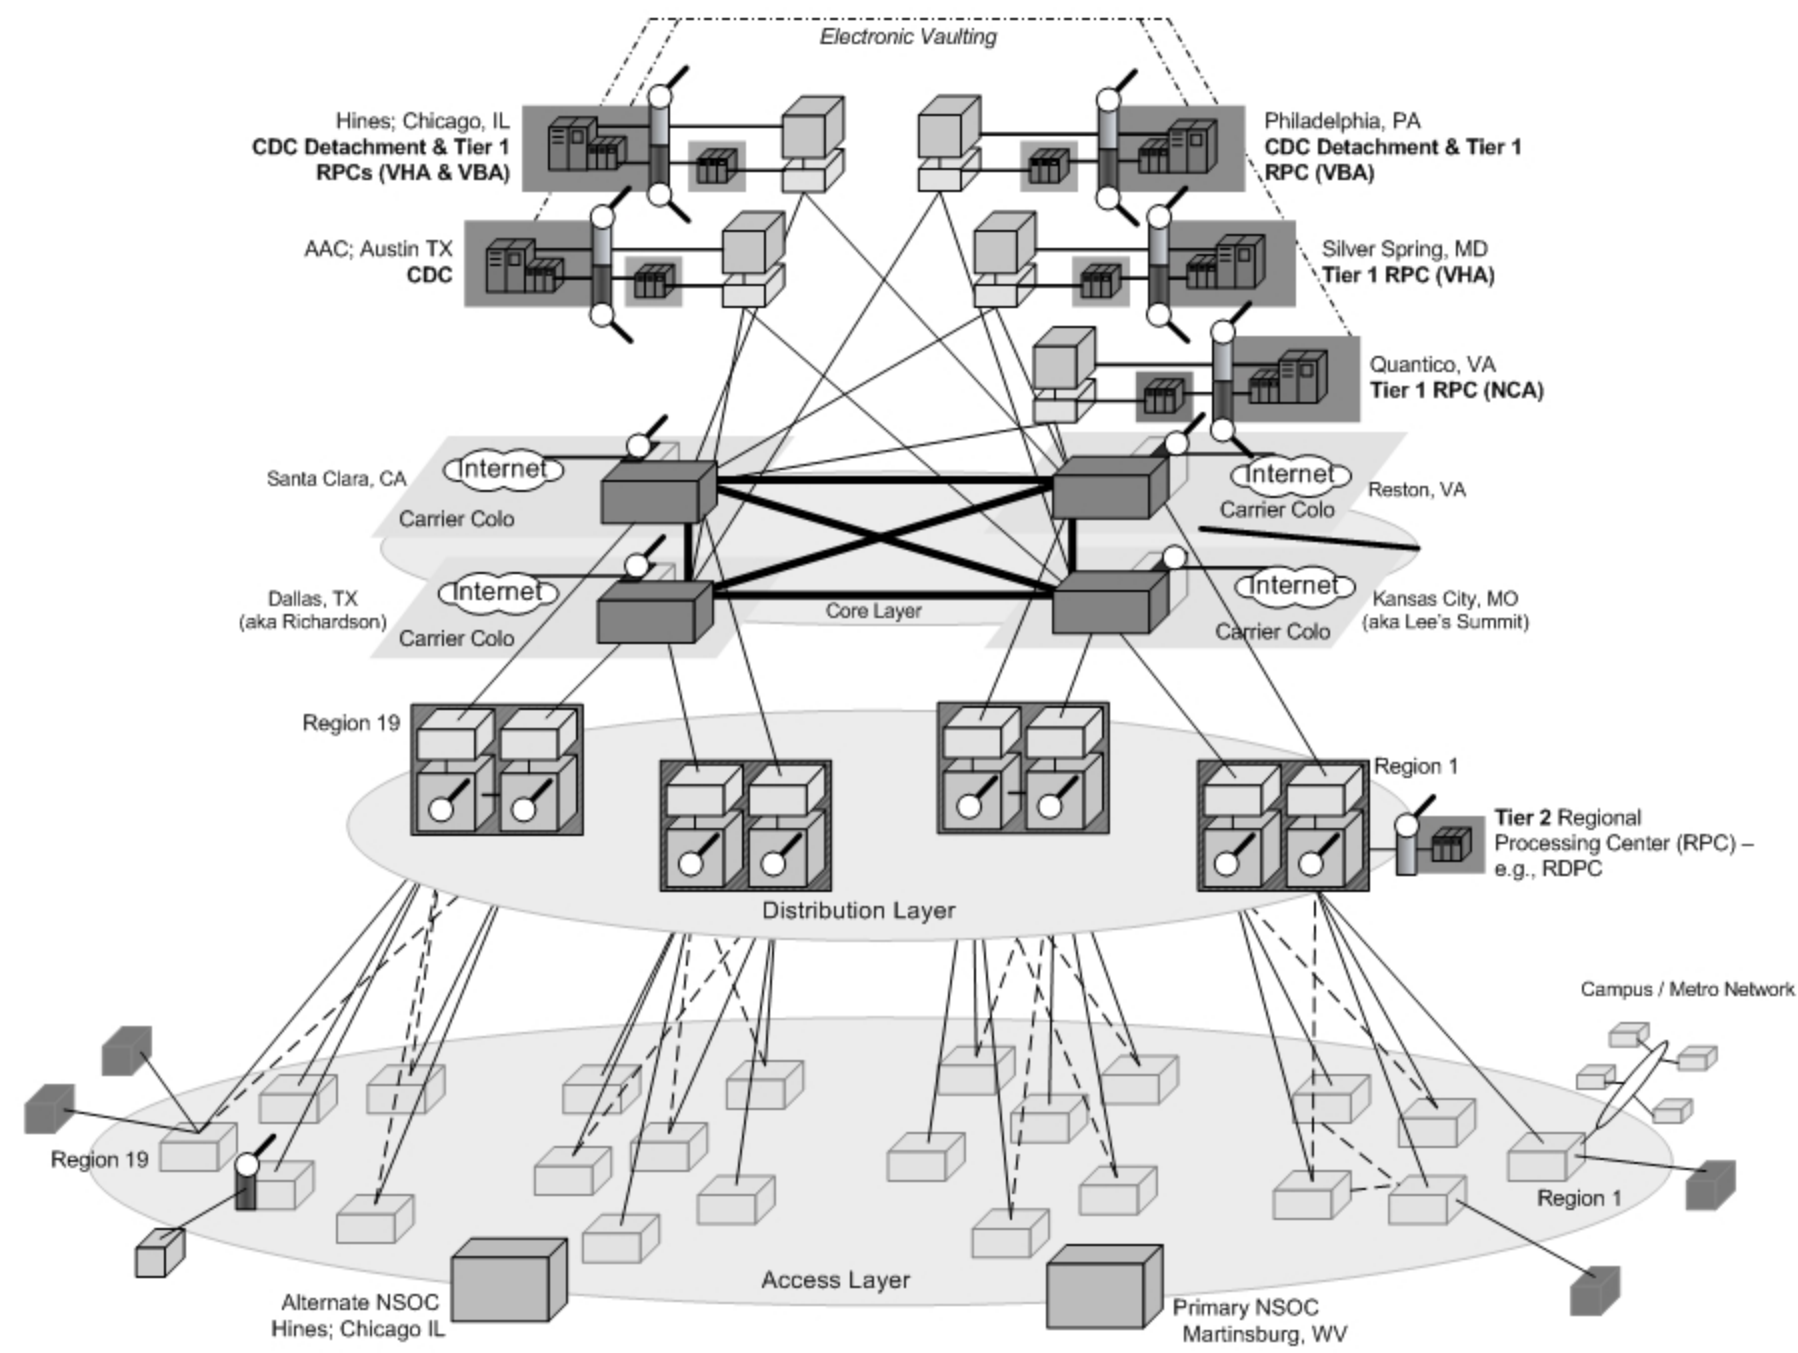 Electronic Vaulting
Hines; Chicago, IL
CDC Detachment & Tier 1
RPCs (VHA & VBA)
Philadelphia, PA
CDC Detachment & Tier 1
RPC (VBA)
AAC; Austin TX
CDC
Silver Spring, MD
Tier 1 RPC (VHA)
Quantico, VA
Tier 1 RPC (NCA)
Santa Clara, CA
Internet
Carrier Colo
Internet
Carrier Colo
Reston, VA
Dallas, TX
(aka Richardson)
Internet
Carrier Colo
Core Layer
Internet
Carrier Colo
Kansas City, MO
(aka Lee's Summit)
Region 19
Region 1
Tier 2 Regional
Processing Center (RPC) –
e.g., RDPC
Distribution Layer
Campus / Metro Network
Region 19
Region 1
Access Layer
Alternate NSOC
Hines; Chicago IL
Primary NSOC
Martinsburg, WV